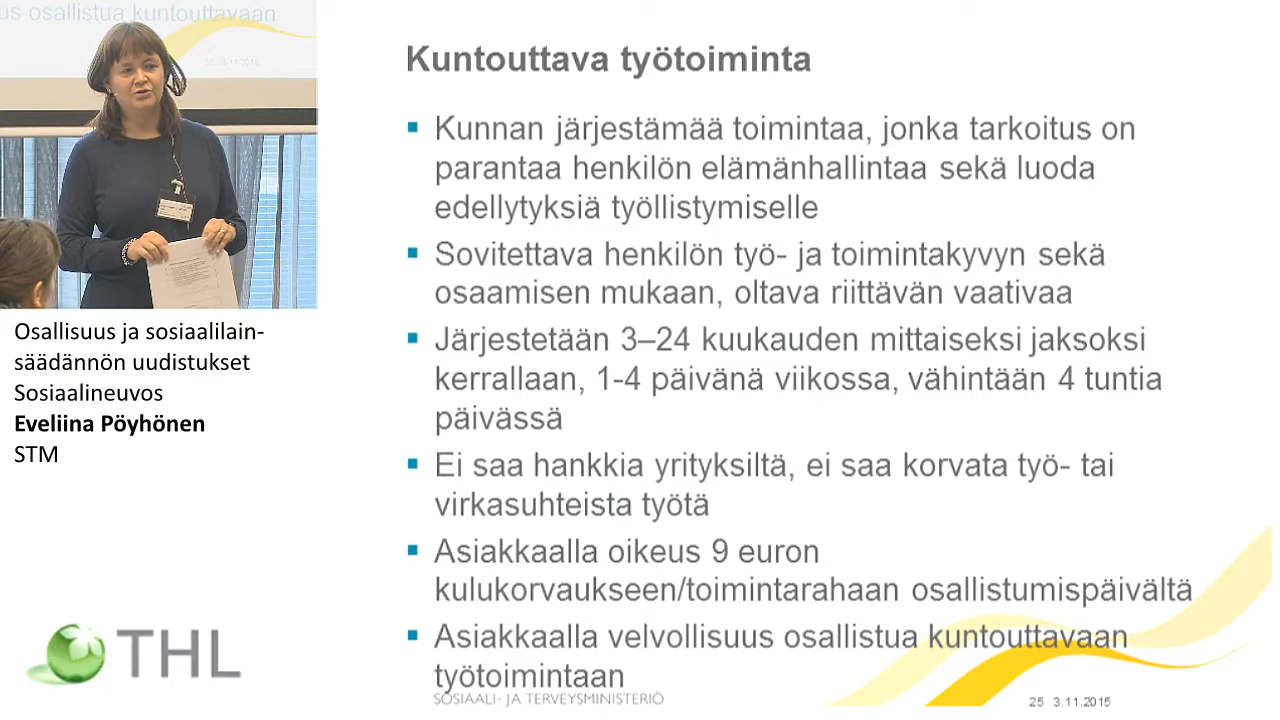 us osallistua kuntouttavaan
Osallisuus ja sosiaalilain-
säädännön uudistukset
Sosiaalineuvos
Eveliina Pöyhönen
STM
THL
Kuntouttava työtoiminta
Kunnan järjestämää toimintaa, jonka tarkoitus on
parantaa henkilön elämänhallintaa sekä luoda
edellytyksiä työllistymiselle
Sovitettava henkilön työ- ja toimintakyvyn sekä
osaamisen mukaan, oltava riittävän vaativaa
Järjestetään 3–24 kuukauden mittaiseksi jaksoksi
kerrallaan, 1-4 päivänä viikossa, vähintään 4 tuntia
päivässä
Ei saa hankkia yrityksiltä, ei saa korvata työ- tai
virkasuhteista työtä
Asiakkaalla oikeus 9 euron
kulukorvaukseen/toimintarahaan osallistumispäivältä
Asiakkaalla velvollisuus osallistua kuntouttavaan
työtoimintaan
SOSIAALI- JA TERVEYSMINISTERIÖ
25 3.11.2015